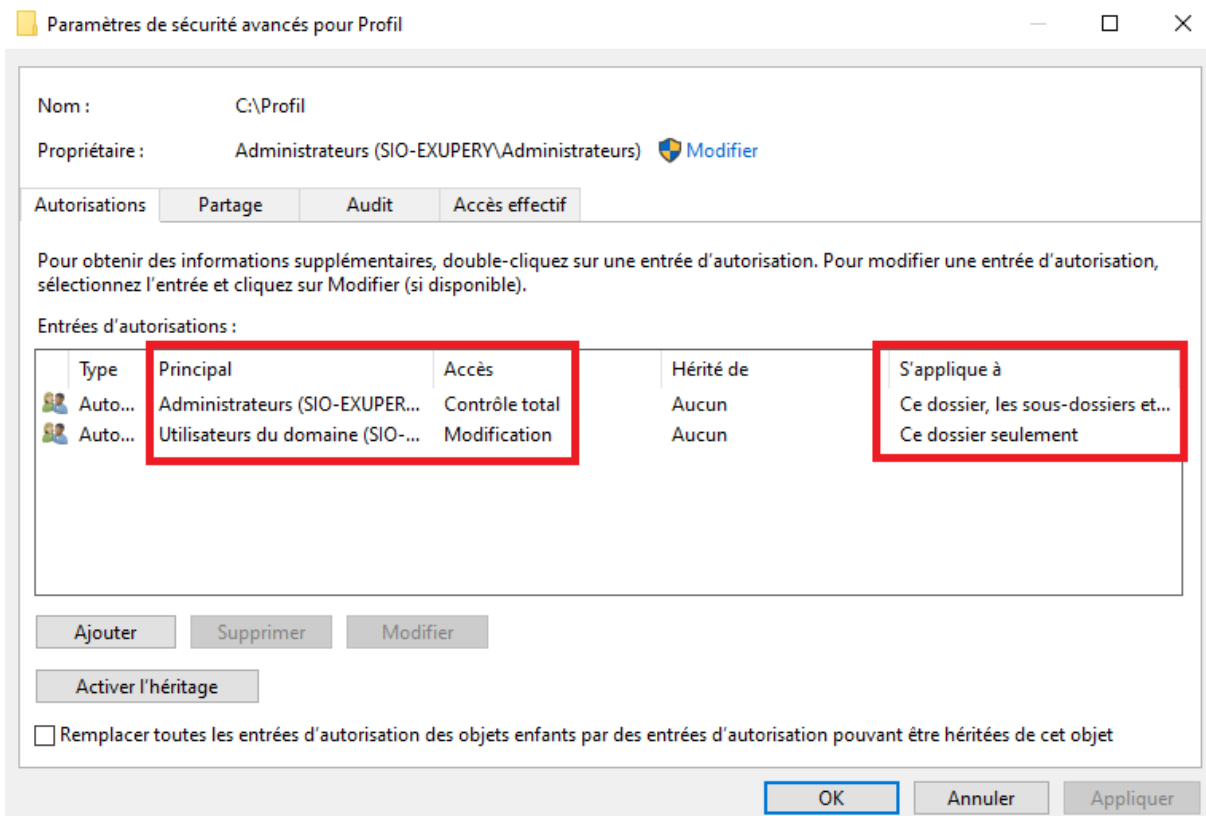 Paramètres de sécurité avancés pour Profil
Nom : C:\Profil
Propriétaire : Administrateurs (SIO-EXUPERY\Administrateurs) Modifier
Autorisations Partage Audit Accès effectif
Pour obtenir des informations supplémentaires, double-cliquez sur une entrée d'autorisation. Pour modifier une entrée d'autorisation,
sélectionnez l'entrée et cliquez sur Modifier (si disponible).
Entrées d'autorisations :
Type Principal Accès Hérité de S'applique à
Auto... Administrateurs (SIO-EXUPER... Contrôle total Aucun Ce dossier, les sous-dossiers et...
Auto... Utilisateurs du domaine (SIO-... Modification Aucun Ce dossier seulement
Ajouter Supprimer Modifier
Activer l'héritage
Remplacer toutes les entrées d'autorisation des objets enfants par des entrées d'autorisation pouvant être héritées de cet objet
OK Annuler Appliquer